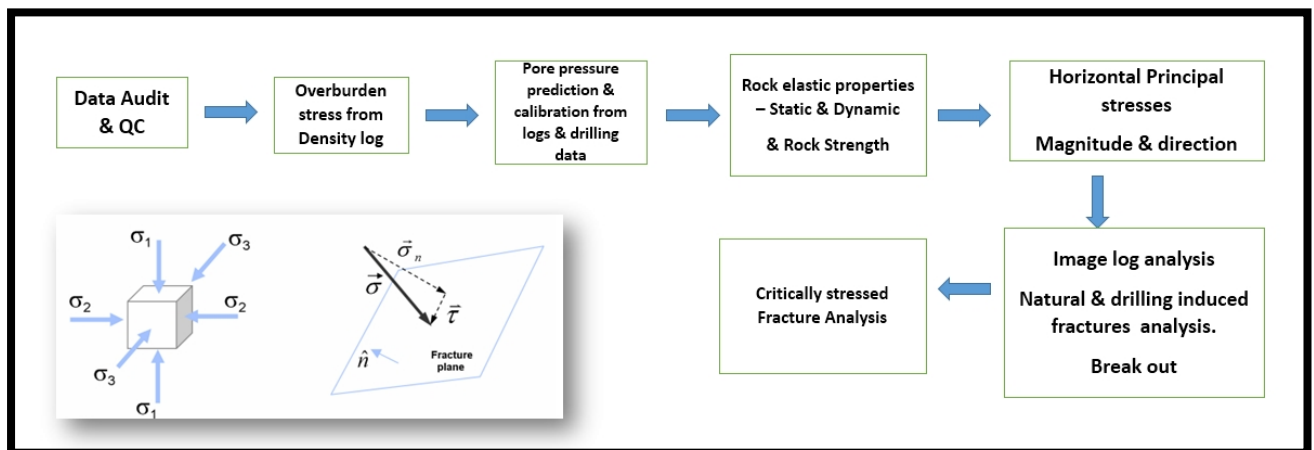 Data Audit
& QC
Overburden
stress from
Density log
Pore pressure
prediction &
calibration from
logs & drilling
data
Rock elastic properties
– Static & Dynamic
& Rock Strength
Horizontal Principal
stresses
Magnitude & direction
Image log analysis
Natural & drilling induced
fractures analysis.
Break out
Critically stressed
Fracture Analysis
σ₁
σ₃
σ₂
σ₂
σ₃
σ₁
σ⃗ₙ
σ⃗
τ⃗
n̂
Fracture
plane